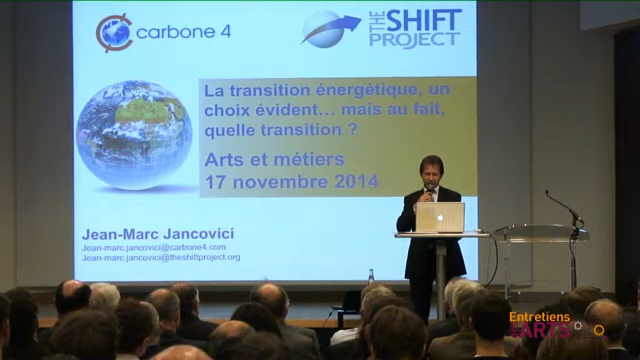 carbone 4
THE SHIFT
PROJECT
La transition énergétique, un
choix évident… mais au fait,
quelle transition ?
Arts et métiers
17 novembre 2014
Jean-Marc Jancovici
Jean-marc.jancovici@carbone4.com
Jean-marc.jancovici@theshiftproject.org
Entretiens
ARTS